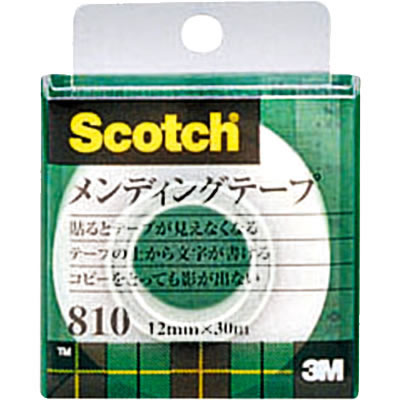 Scotch®
メンディングテープ
貼るとテープが見えなくなる
テープの上から文字が書ける
コピーをとっても影が出ない
810 12mm×30m
™ 3M